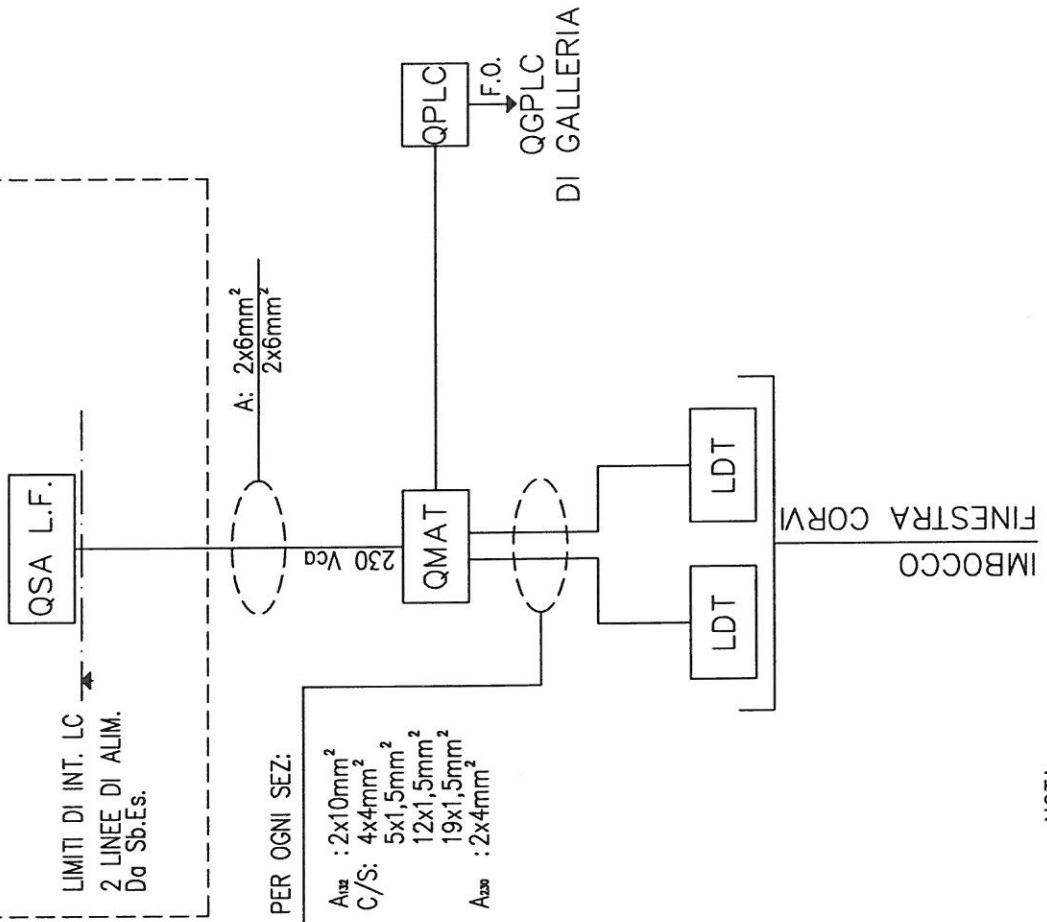 QSA L.F.
LIMITI DI INT. LC
2 LINEE DI ALIM.
Da Sb.Es.
A: 2x6mm²
2x6mm²
230 Vca
QMAT
QPLC
F.O.
QGPLC
DI GALLERIA
PER OGNI SEZ:
A132 : 2x10mm²
C/S: 4x4mm²
5x1,5mm²
12x1,5mm²
19x1,5mm²
A230 : 2x4mm²
LDT
LDT
IMBOCCO
FINESTRA CORVI